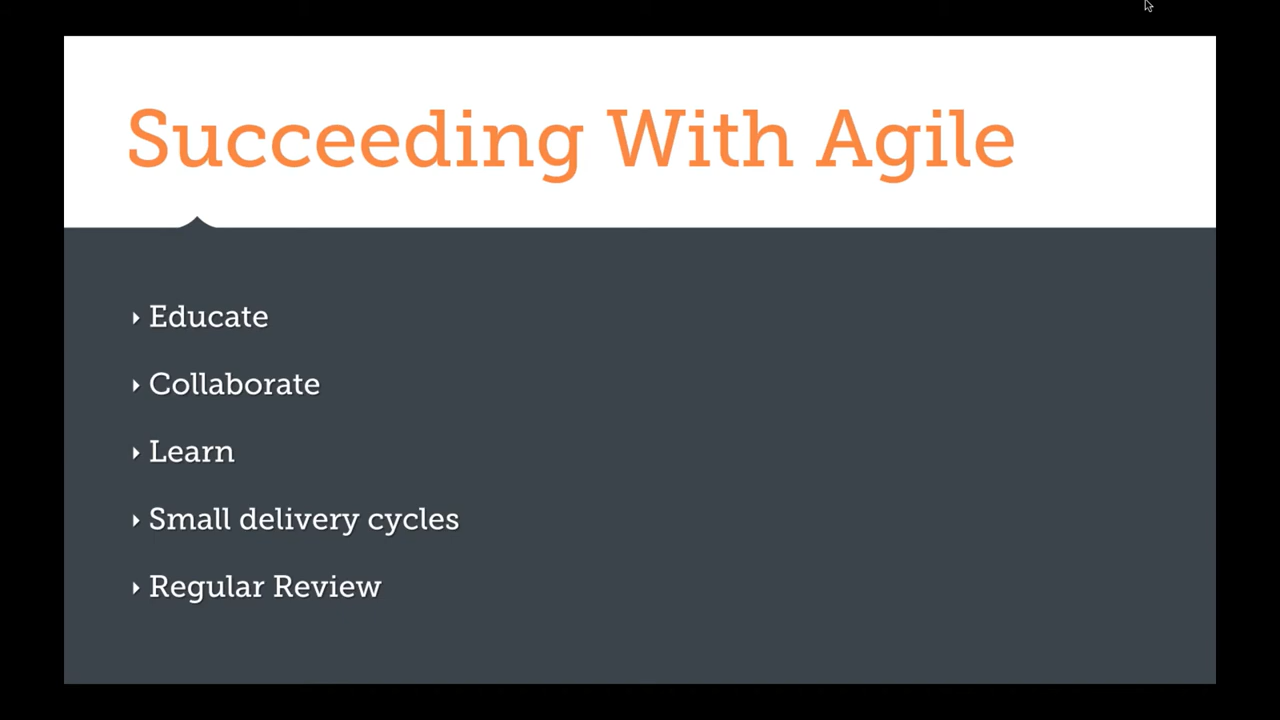 Succeeding With Agile
Educate
Collaborate
Learn
Small delivery cycles
Regular Review